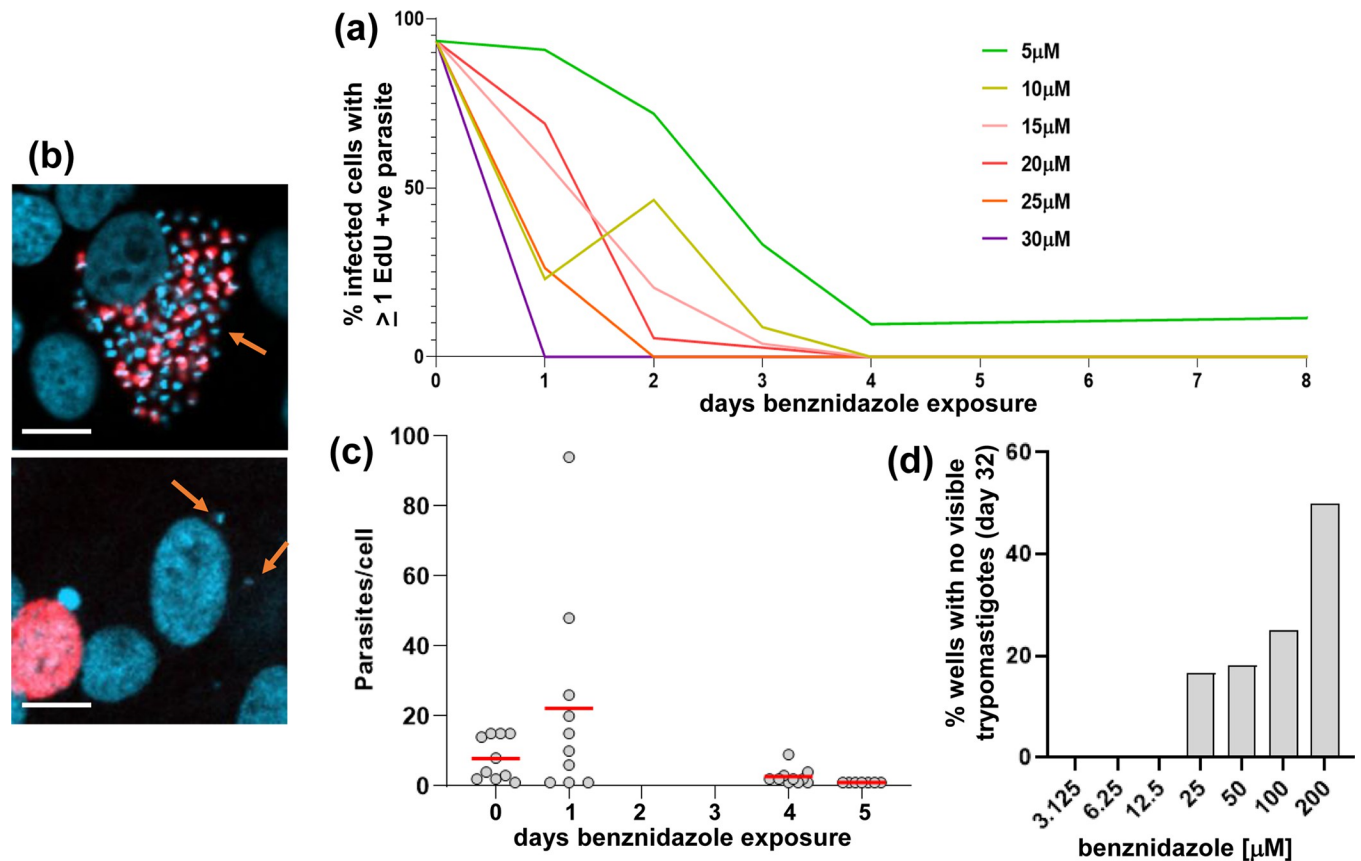 (a)
100
50
0
% infected cells with
≥ 1 EdU +ve parasite
0 1 2 3 4 5 6 7 8
days benznidazole exposure
5µM
10µM
15µM
20µM
25µM
30µM
(b)
(c)
100
80
60
40
20
0
Parasites/cell
0 1 2 3 4 5
days benznidazole exposure
(d)
60
40
20
0
% wells with no visible
trypomastigotes (day 32)
3.125 6.25 12.5 25 50 100 200
benznidazole [µM]